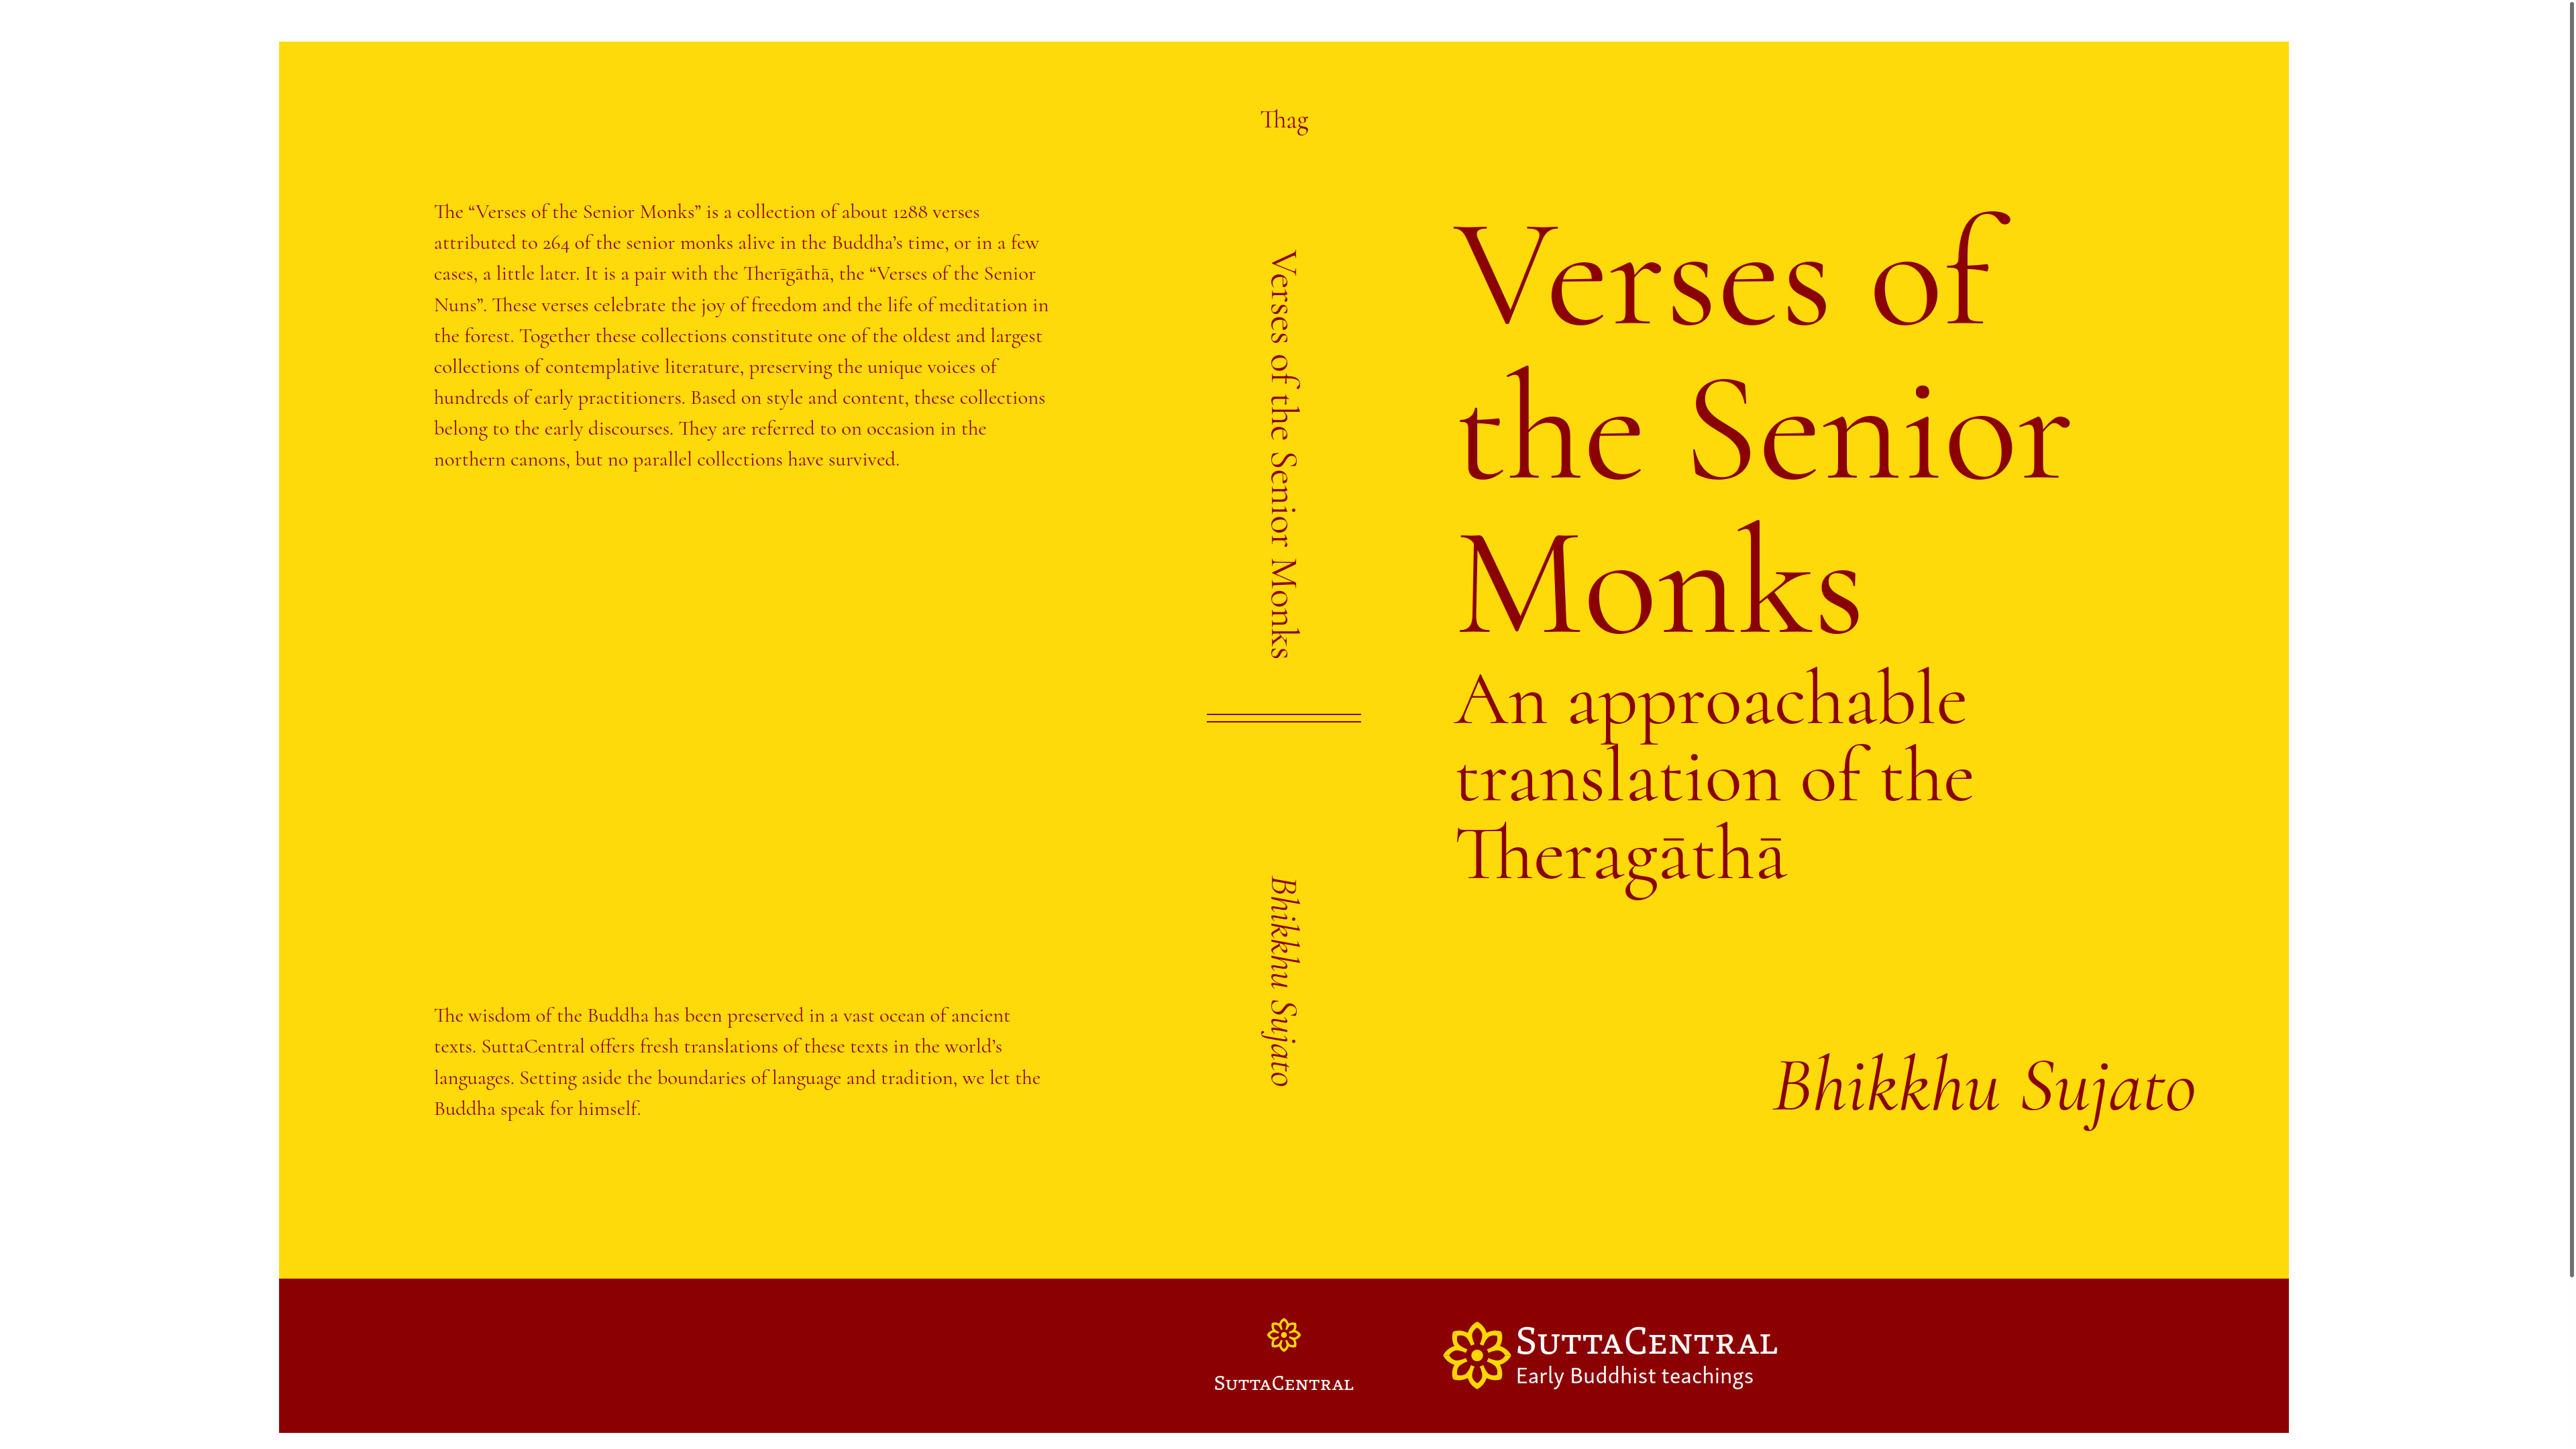 The “Verses of the Senior Monks” is a collection of about 1288 verses
attributed to 264 of the senior monks alive in the Buddha’s time, or in a few
cases, a little later. It is a pair with the Therīgāthā, the “Verses of the Senior
Nuns”. These verses celebrate the joy of freedom and the life of meditation in
the forest. Together these collections constitute one of the oldest and largest
collections of contemplative literature, preserving the unique voices of
hundreds of early practitioners. Based on style and content, these collections
belong to the early discourses. They are referred to on occasion in the
northern canons, but no parallel collections have survived.
The wisdom of the Buddha has been preserved in a vast ocean of ancient
texts. SuttaCentral offers fresh translations of these texts in the world’s
languages. Setting aside the boundaries of language and tradition, we let the
Buddha speak for himself.
Thag
Verses of the Senior Monks
Bhikkhu Sujato
SuttaCentral
Verses of
the Senior
Monks
An approachable
translation of the
Theragāthā
Bhikkhu Sujato
SuttaCentral
Early Buddhist teachings